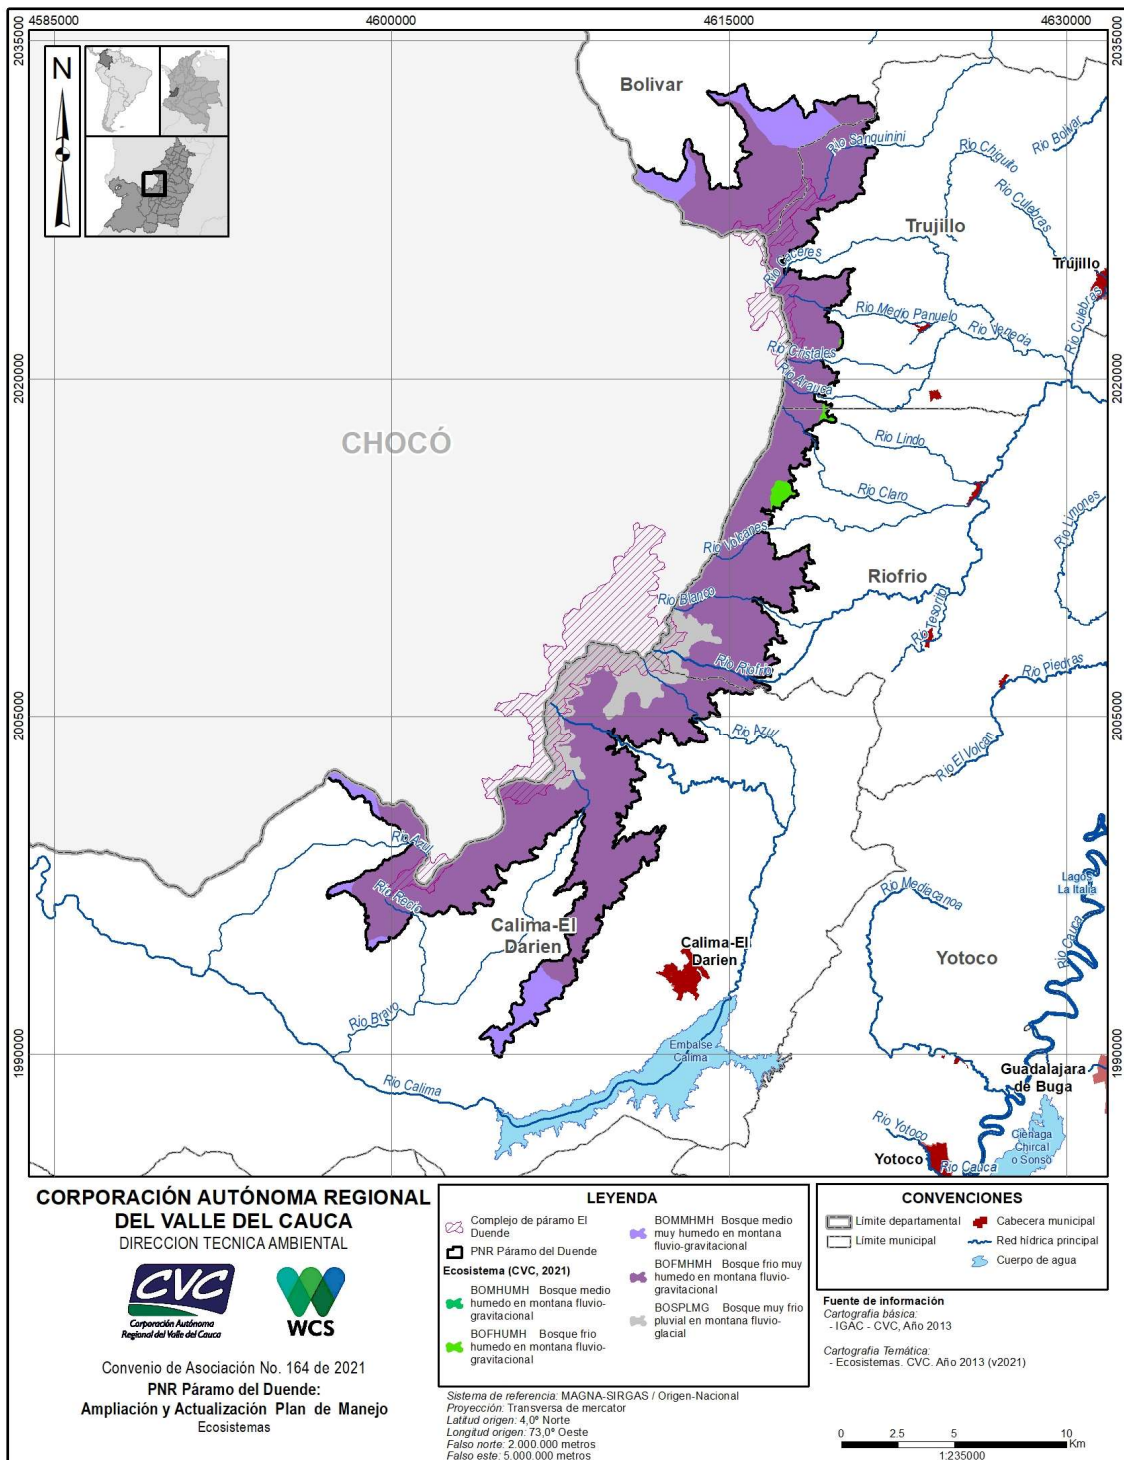 4585000
4600000
4615000
4630000
2035000
2035000
N
Bolivar
Rio Sanquinini
Rio Chiquito
Rio Bolivar
Rio Culebras
Trujillo
Trujillo
Rio Caceres
Rio Culebras
Rio Medio Panuelo
Rio Venecia
Rio Cristales
2020000
2020000
Rio Arausa
CHOCÓ
Rio Lindo
Rio Claro
Rio Limones
Rio Volcanes
Riofrio
Rio Blanco
Rio Tesorito
Rio Riofrio
Rio Piedras
2005000
2005000
Rio Azul
Rio El Volcan
Rio Azul
Rio Recio
Rio Mediacanoa
Lagos
La Italia
Rio Cauca
Calima-El
Darien
Calima-El
Darien
Yotoco
Rio Bravo
Embalse
Calima
1990000
1990000
Rio Calima
Guadalajara
de Buga
Rio Yotoco
Cienaga
Chircal
o Sonso
Yotoco
Rio Cauca
CORPORACIÓN AUTÓNOMA REGIONAL
DEL VALLE DEL CAUCA
DIRECCION TECNICA AMBIENTAL
CVC
Corporación Autónoma
Regional del Valle del Cauca
WCS
Convenio de Asociación No. 164 de 2021
PNR Páramo del Duende:
Ampliación y Actualización Plan de Manejo
Ecosistemas
LEYENDA
Complejo de páramo El
Duende
PNR Páramo del Duende
Ecosistema (CVC, 2021)
BOMHUMH Bosque medio
humedo en montana fluvio-
gravitacional
BOFHUMH Bosque frio
humedo en montana fluvio-
gravitacional
BOMMHMH Bosque medio
muy humedo en montana
fluvio-gravitacional
BOFMHMH Bosque frio muy
humedo en montana fluvio-
gravitacional
BOSPLMG Bosque muy frio
pluvial en montana fluvio-
glacial
Sistema de referencia: MAGNA-SIRGAS / Origen-Nacional
Proyección: Transversa de mercator
Latitud origen: 4,0º Norte
Longitud origen: 73,0º Oeste
Falso norte: 2.000.000 metros
Falso este: 5.000.000 metros
CONVENCIONES
Límite departamental
Límite municipal
Cabecera municipal
Red hídrica principal
Cuerpo de agua
Fuente de información
Cartografia básica:
- IGAC - CVC, Año 2013
Cartografia Temática:
- Ecosistemas. CVC. Año 2013 (v2021)
0 2.5 5 10
Km
1:235000